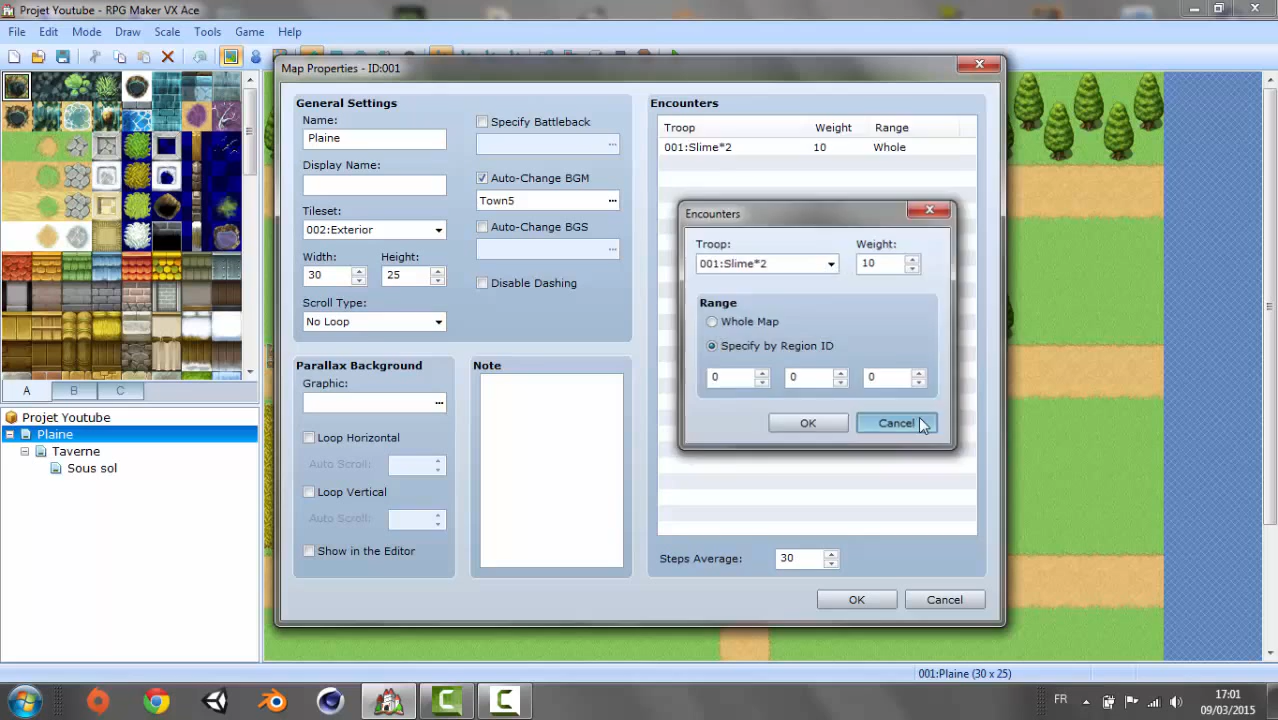 Projet Youtube - RPG Maker VX Ace
File Edit Mode Draw Scale Tools Game Help
Map Properties - ID:001
General Settings
Name:
Plaine
Display Name:
Tileset:
002:Exterior
Width: Height:
30 25
Scroll Type:
No Loop
Specify Battleback
Auto-Change BGM
Town5
Auto-Change BGS
Disable Dashing
Parallax Background
Graphic:
Loop Horizontal
Auto Scroll:
Loop Vertical
Auto Scroll:
Show in the Editor
Note
Encounters
Troop Weight Range
001:Slime*2 10 Whole
Encounters
Troop: Weight:
001:Slime*2 10
Range
Whole Map
Specify by Region ID
0 0 0
OK Cancel
Steps Average: 30
OK Cancel
A B C
Projet Youtube
Plaine
Taverne
Sous sol
001:Plaine (30 x 25)
FR
17:01
09/03/2015